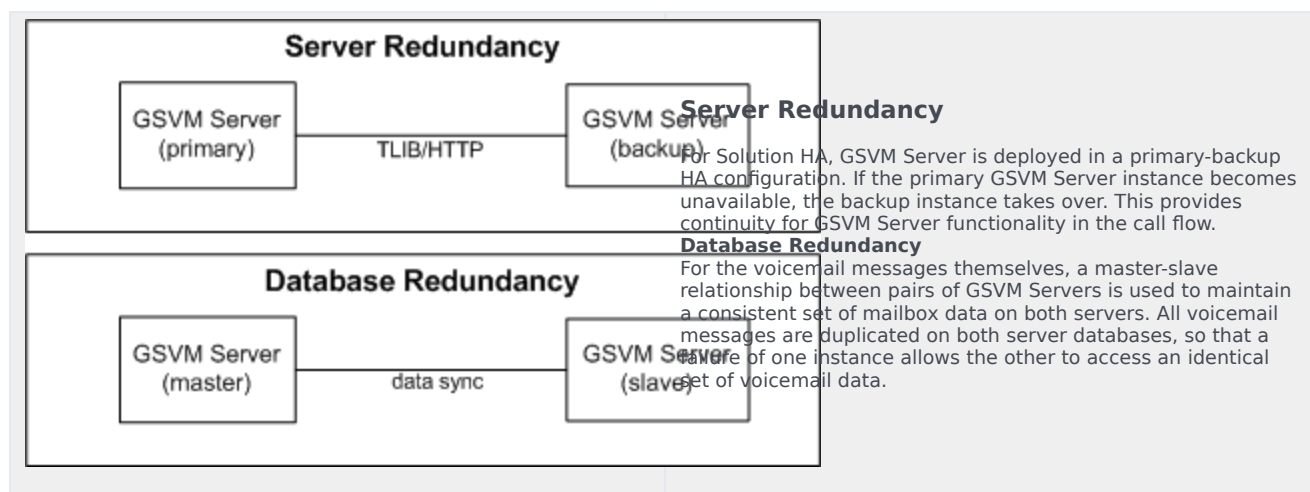 Server Redundancy
GSVM Server
(primary)
TLIB/HTTP
GSVM Server
(backup)
Database Redundancy
GSVM Server
(master)
data sync
GSVM Server
(slave)
Server Redundancy
For Solution HA, GSVM Server is deployed in a primary-backup
HA configuration. If the primary GSVM Server instance becomes
unavailable, the backup instance takes over. This provides
continuity for GSVM Server functionality in the call flow.
Database Redundancy
For the voicemail messages themselves, a master-slave
relationship between pairs of GSVM Servers is used to maintain
a consistent set of mailbox data on both servers. All voicemail
messages are duplicated on both server databases, so that a
failure of one instance allows the other to access an identical
set of voicemail data.